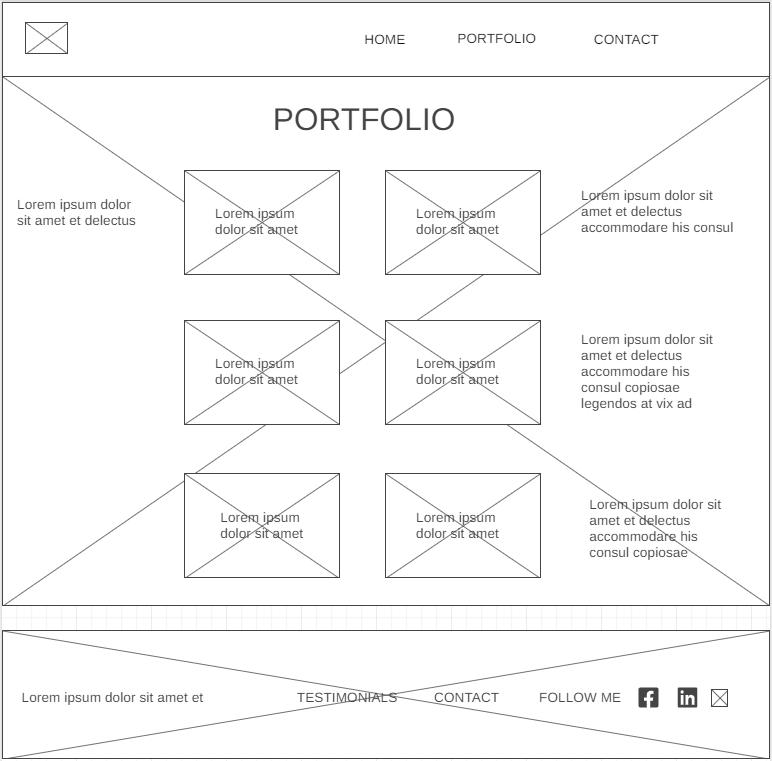 HOME
PORTFOLIO
CONTACT
PORTFOLIO
Lorem ipsum dolor
sit amet et delectus
Lorem ipsum
dolor sit amet
Lorem ipsum
dolor sit amet
Lorem ipsum dolor sit
amet et delectus
accommodare his consul
Lorem ipsum
dolor sit amet
Lorem ipsum
dolor sit amet
Lorem ipsum dolor sit
amet et delectus
accommodare his
consul copiosae
legendos at vix ad
Lorem ipsum
dolor sit amet
Lorem ipsum
dolor sit amet
Lorem ipsum dolor sit
amet et delectus
accommodare his
consul copiosae
Lorem ipsum dolor sit amet et
TESTIMONIALS
CONTACT
FOLLOW ME